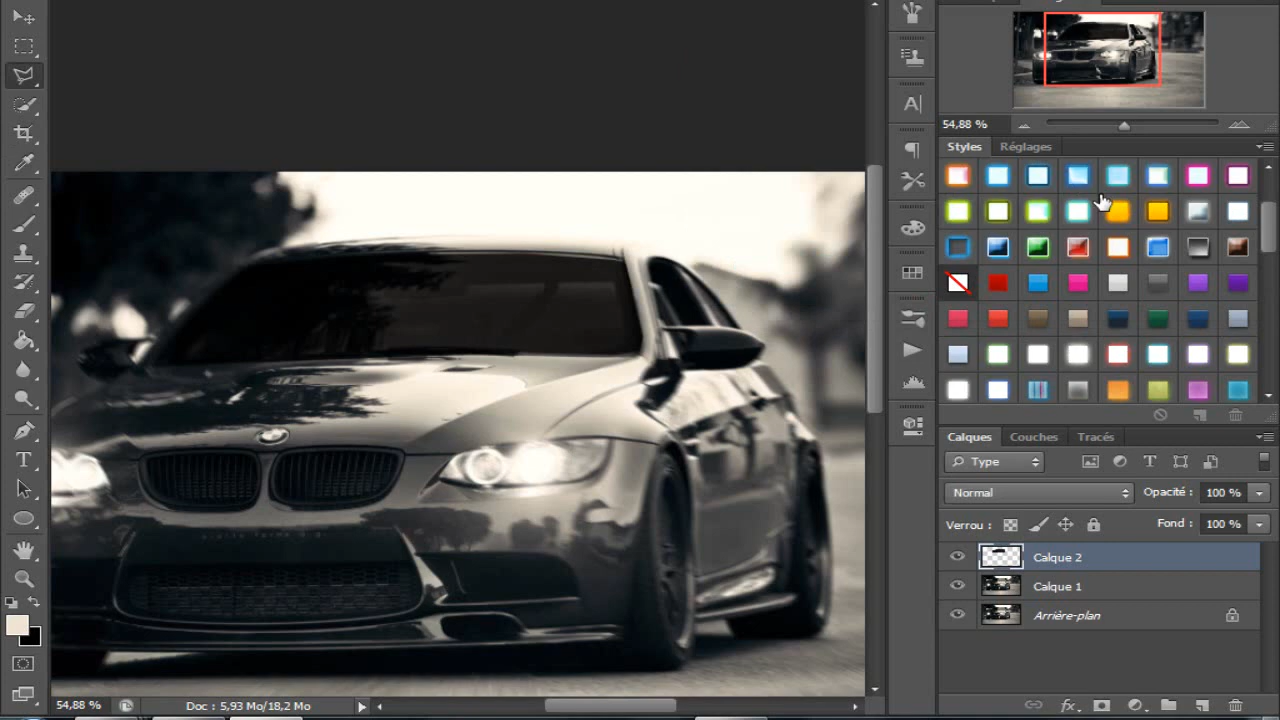 54,88 %
Styles Réglages
Calques Couches Tracés
Type
Normal
Opacité : 100 %
Verrou :
Fond : 100 %
Calque 2
Calque 1
Arrière-plan
fx
A
T
54,88 %
Doc : 5,93 Mo/18,2 Mo